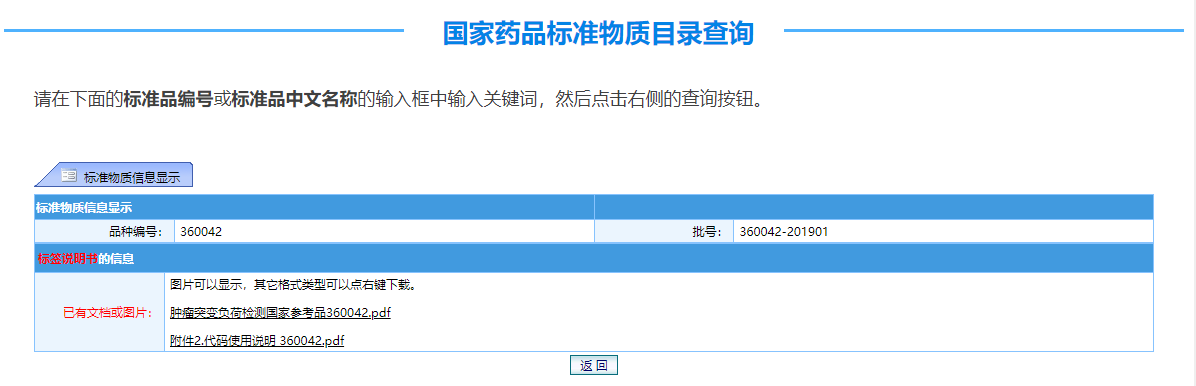 国家药品标准物质目录查询
请在下面的标准品编号或标准品中文名称的输入框中输入关键词，然后点击右侧的查询按钮。
标准物质信息显示
标准物质信息显示
品种编号： 360042 批号： 360042-201901
标签说明书的信息
图片可以显示，其它格式类型可以点右键下载。
已有文档或图片： 肿瘤突变负荷检测国家参考品360042.pdf
附件2.代码使用说明 360042.pdf
返 回